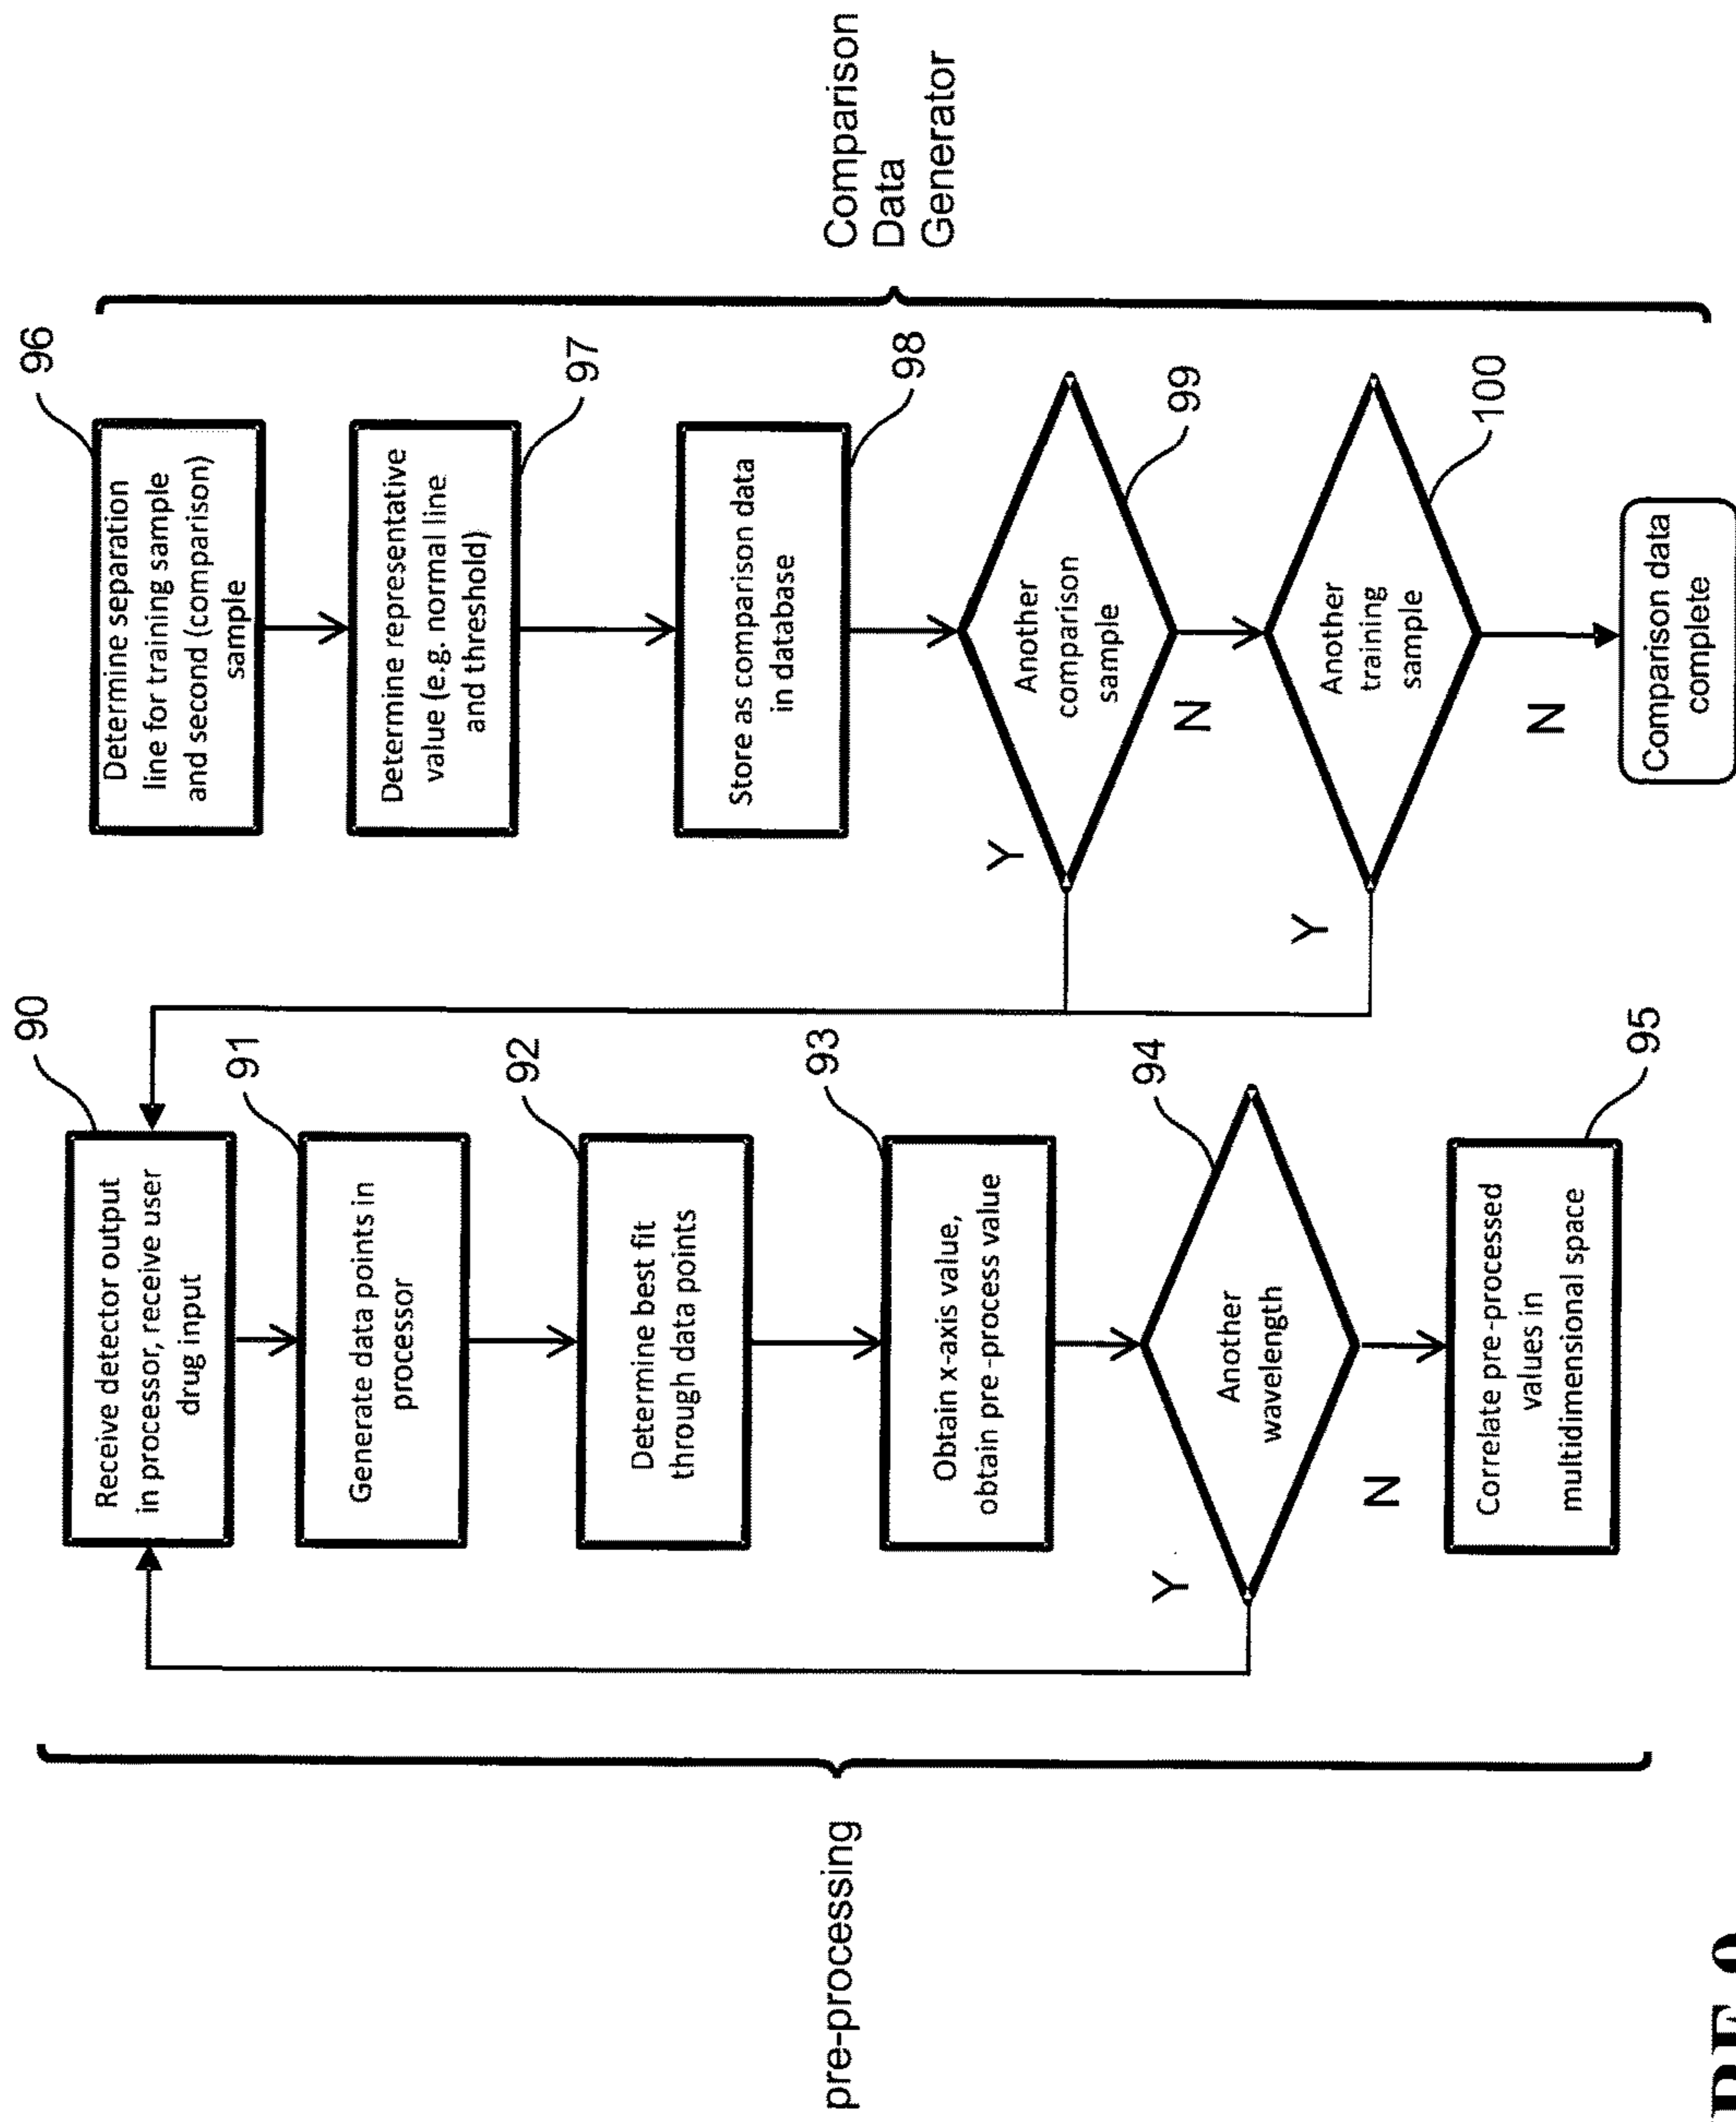 pre-processing
90
Receive detector output
in processor, receive user
drug input
91
Generate data points in
processor
92
Determine best fit
through data points
93
Obtain x-axis value,
obtain pre-process value
94
Another
wavelength
Y
N
95
Correlate pre-processed
values in
multidimensional space
96
Determine separation
line for training sample
and second (comparison)
sample
97
Determine representative
value (e.g. normal line
and threshold)
98
Store as comparison data
in database
99
Another
comparison
sample
Y
N
100
Another
training
sample
Y
N
Comparison data
complete
Comparison
Data
Generator